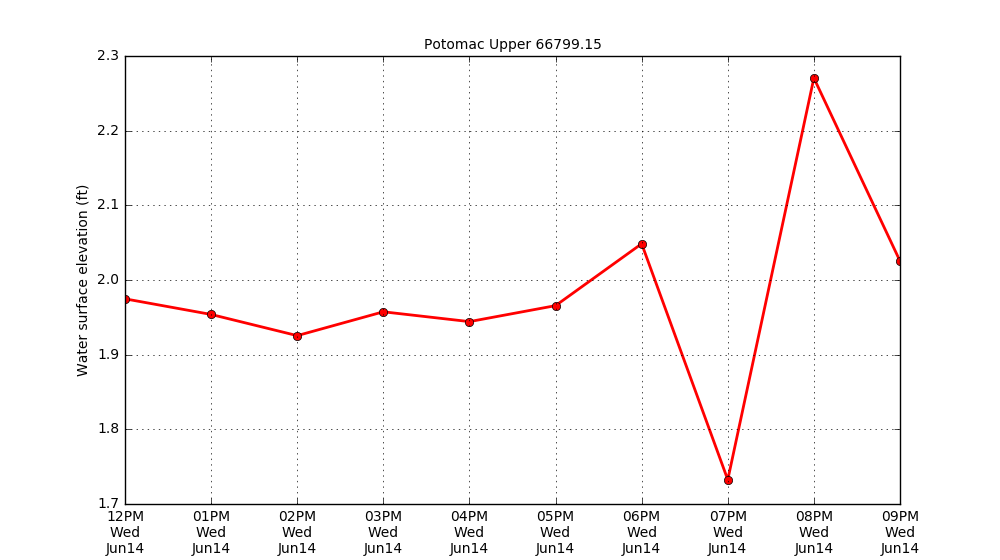 Potomac Upper 66799.15
Water surface elevation (ft)
2.3
2.2
2.1
2.0
1.9
1.8
1.7
12PM 01PM 02PM 03PM 04PM 05PM 06PM 07PM 08PM 09PM
Wed Wed Wed Wed Wed Wed Wed Wed Wed Wed
Jun14 Jun14 Jun14 Jun14 Jun14 Jun14 Jun14 Jun14 Jun14 Jun14